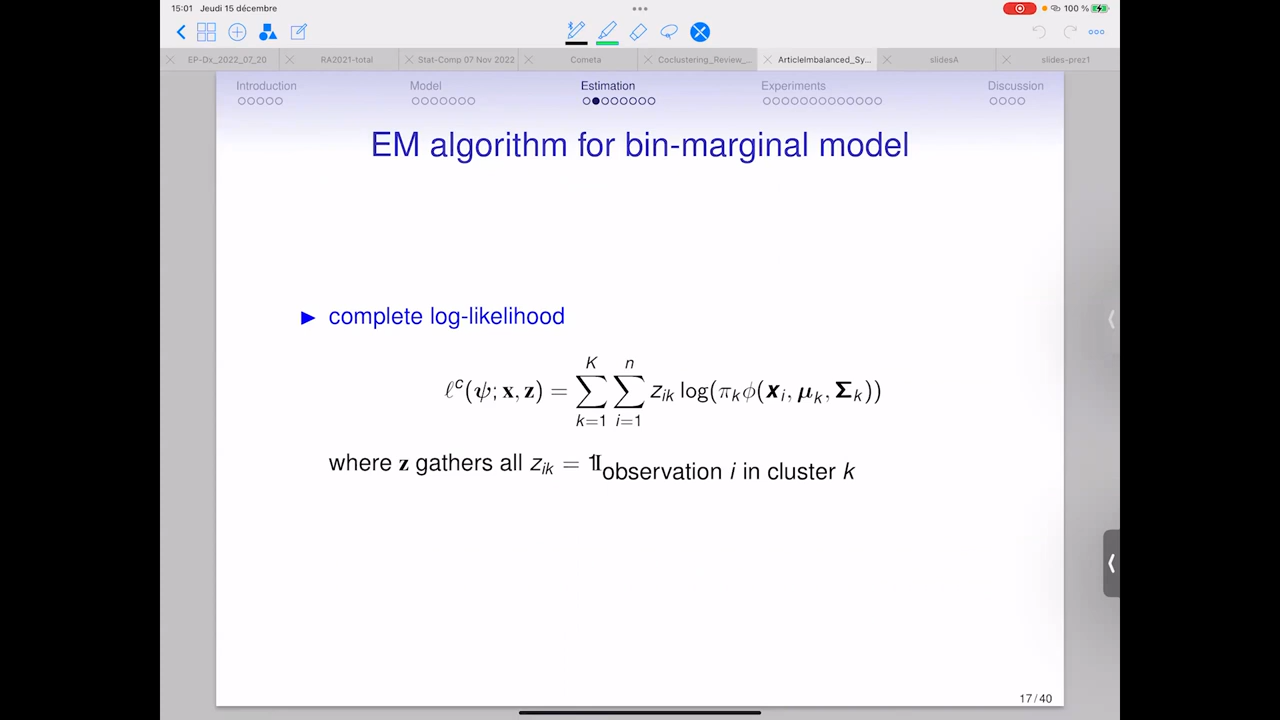 15:01 Jeudi 15 décembre
100 %
EP-Dx_2022_07_20 RA2021-total Stat-Comp 07 Nov 2022 Cometa Coclustering_Review_... ArticleImbalanced_Sy... slidesA slides-prez1
Introduction Model Estimation Experiments Discussion
EM algorithm for bin-marginal model
▶ complete log-likelihood
ℓᶜ(ψ; x, z) = ∑_{k=1}^{K} ∑_{i=1}^{n} z_{ik} log(π_k ϕ(x_i, μ_k, Σ_k))
where z gathers all z_{ik} = 𝟙_{observation i in cluster k}
17 / 40